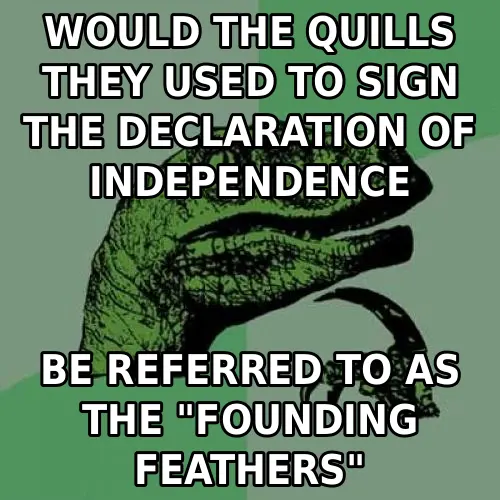 WOULD THE QUILLS
THEY USED TO SIGN
THE DECLARATION OF
INDEPENDENCE
BE REFERRED TO AS
THE "FOUNDING
FEATHERS"